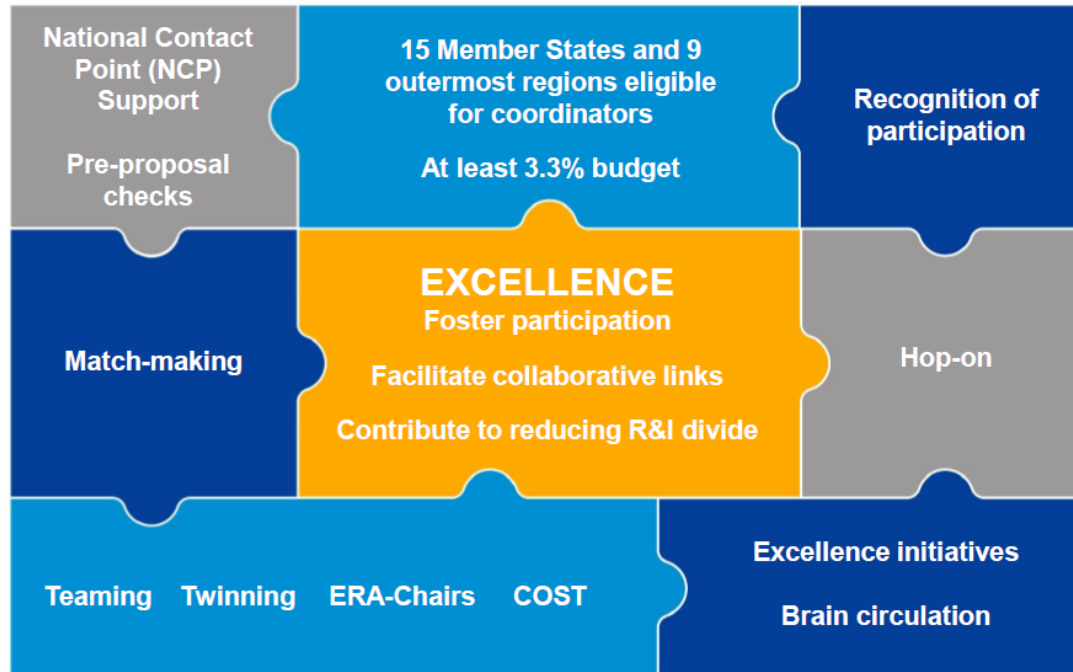 National Contact
Point (NCP)
Support
Pre-proposal
checks
15 Member States and 9
outermost regions eligible
for coordinators
At least 3.3% budget
Recognition of
participation
Match-making
EXCELLENCE
Foster participation
Facilitate collaborative links
Contribute to reducing R&I divide
Hop-on
Teaming Twinning ERA-Chairs COST
Excellence initiatives
Brain circulation